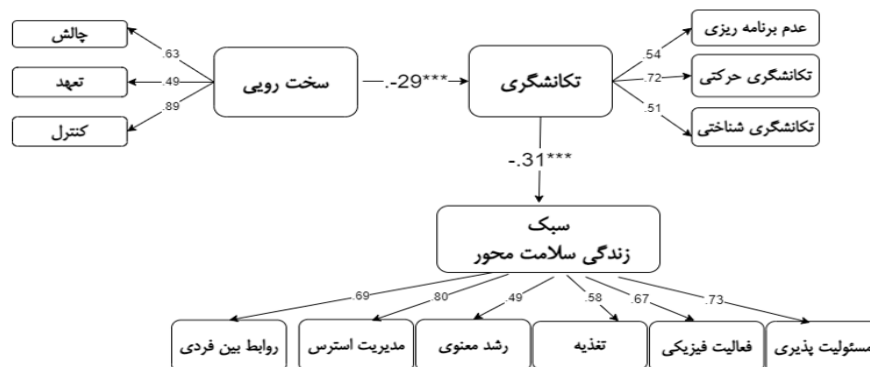 چالش
تعهد
کنترل
.63
.49
.89
سخت رویی
.-29***
تکانشگری
.54
.72
.51
عدم برنامه ریزی
تکانشگری حرکتی
تکانشگری شناختی
-.31***
سبک
زندگی سلامت محور
.69
.80
.49
.58
.67
.73
روابط بین فردی
مدیریت استرس
رشد معنوی
تغذیه
فعالیت فیزیکی
مسئولیت پذیری